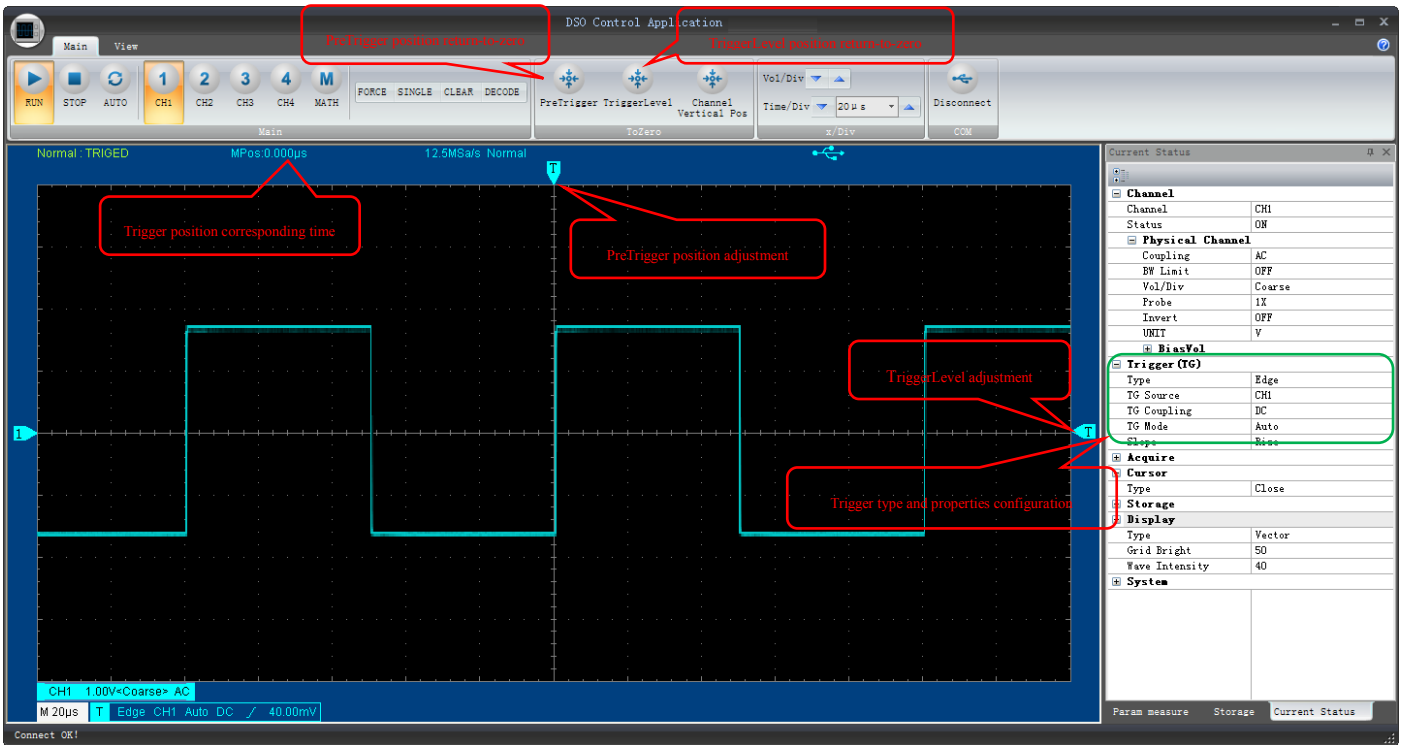 DSO Control Application
PreTrigger position return-to-zero
TriggerLevel position return-to-zero
Main View
1 2 3 4 M
RUN STOP AUTO CH1 CH2 CH3 CH4 MATH
FORCE SINGLE CLEAR DECODE
PreTrigger TriggerLevel Channel Vertical Pos
Vol/Div
Time/Div 20μs
Disconnect
Main ToZero x/Div COM
Normal : TRIGED MPos:0.000μs 12.5MSa/s Normal
T
Trigger position corresponding time
PreTrigger position adjustment
TriggerLevel adjustment
1
T
Trigger type and properties configuration
CH1 1.00V<Coarse> AC
M 20μs T Edge CH1 Auto DC 40.00mV
Current Status
Channel
Channel CH1
Status ON
Physical Channel
Coupling AC
BW Limit OFF
Vol/Div Coarse
Probe 1X
Invert OFF
UNIT V
BiasVol
Trigger(TG)
Type Edge
TG Source CH1
TG Coupling DC
TG Mode Auto
Slope Rise
Acquire
Cursor
Type Close
Storage
Display
Type Vector
Grid Bright 50
Wave Intensity 40
System
Param measure Storage Current Status
Connect OK!